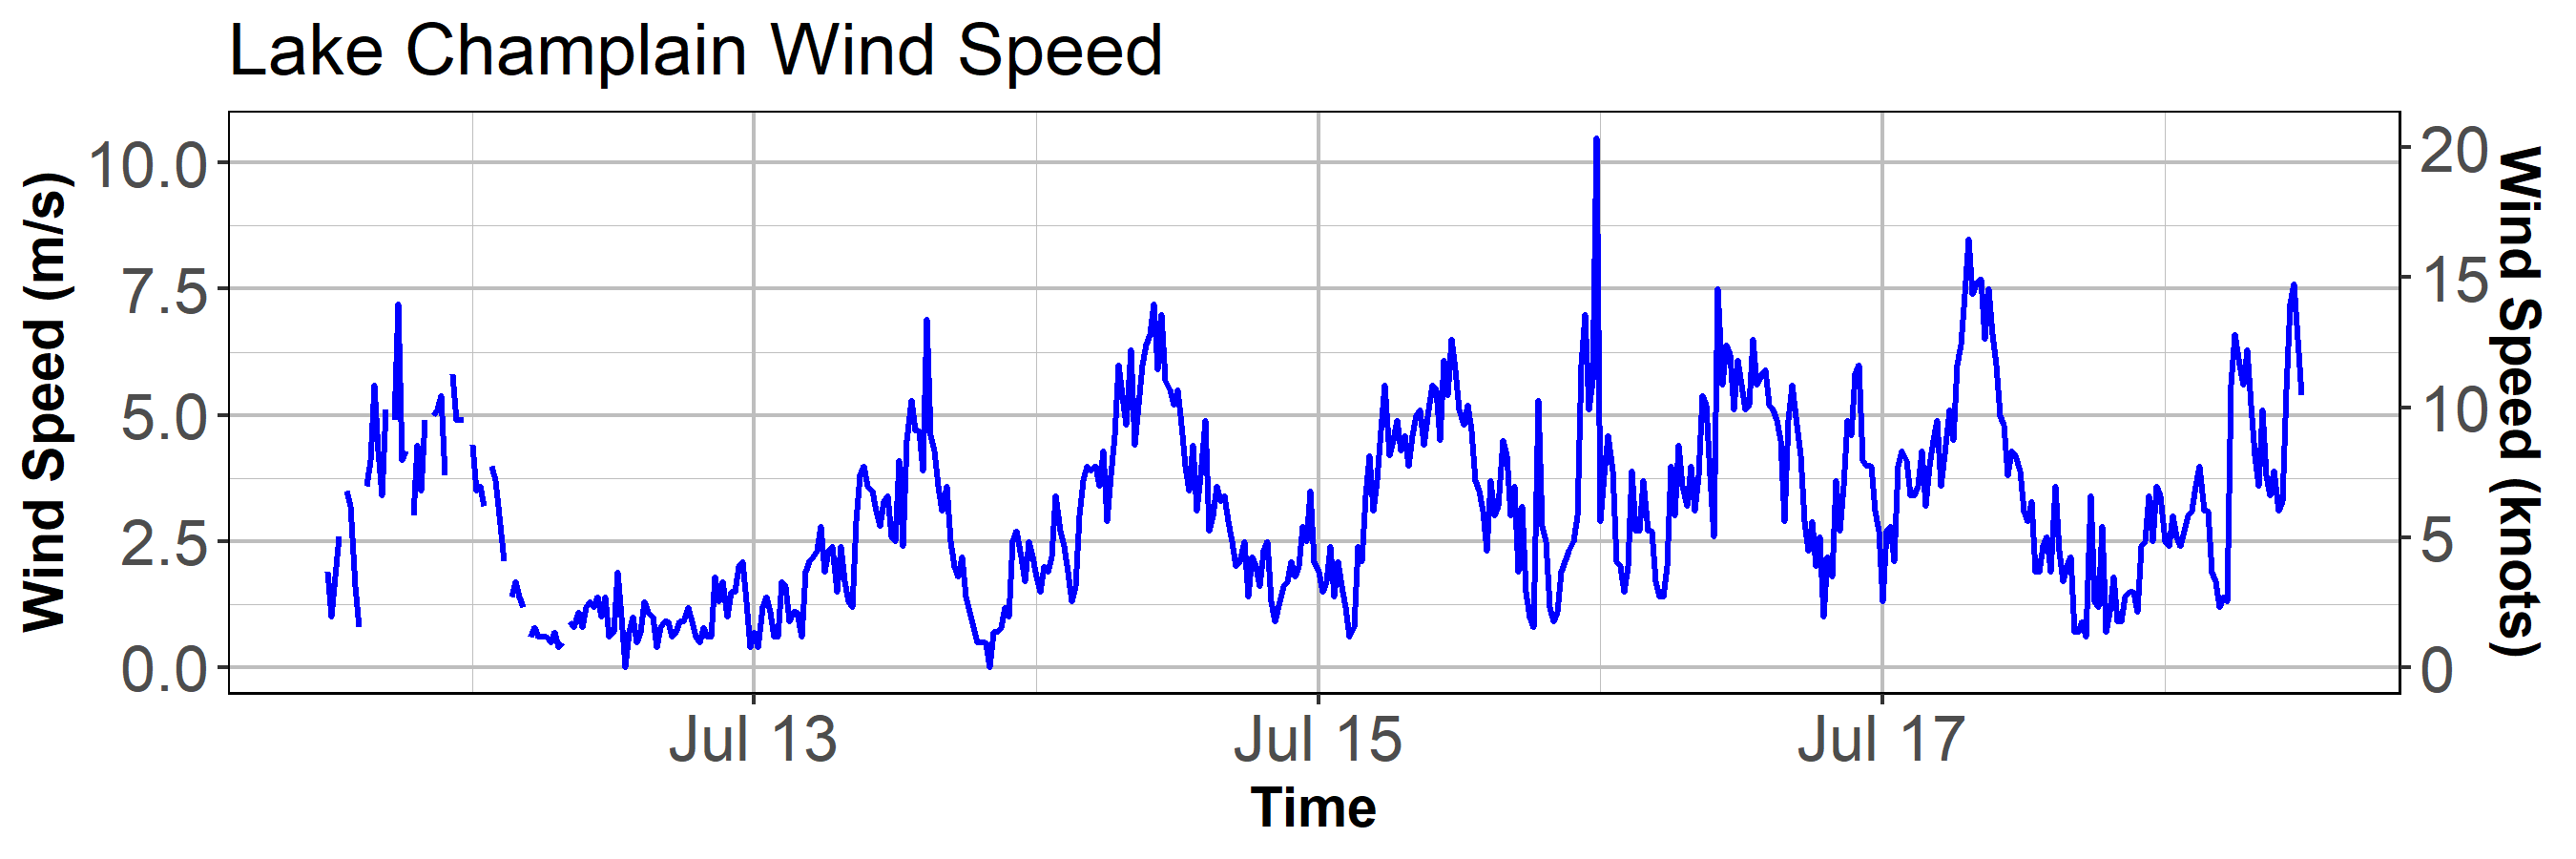 Lake Champlain Wind Speed
Wind Speed (m/s)
10.0
7.5
5.0
2.5
0.0
20
15
10
5
0
Wind Speed (knots)
Jul 13
Jul 15
Jul 17
Time